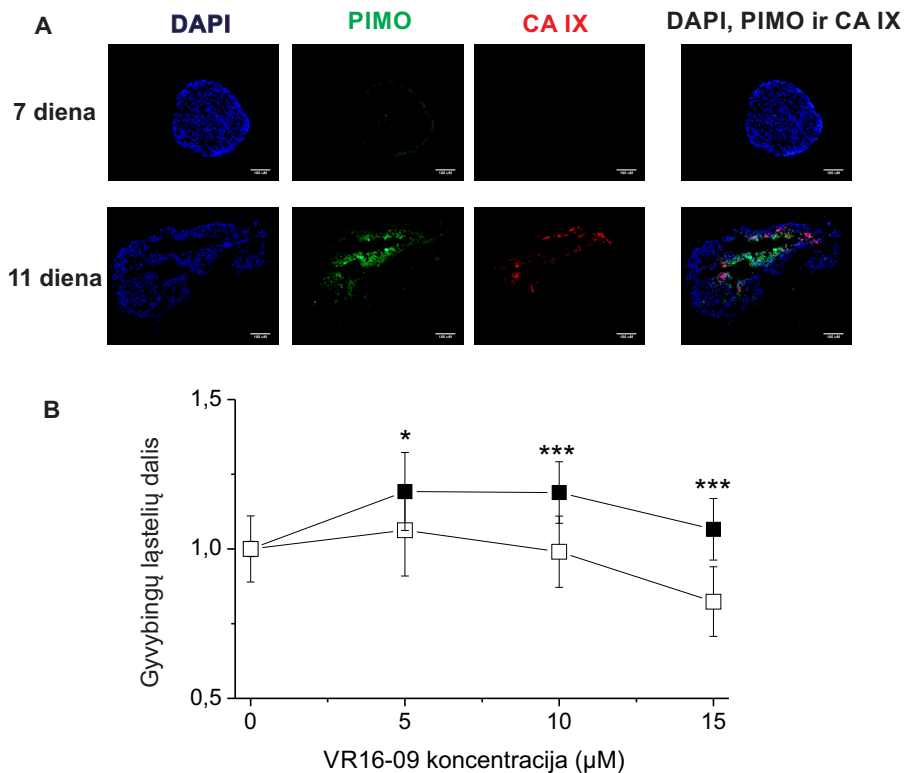 A
DAPI
PIMO
CA IX
DAPI, PIMO ir CA IX
7 diena
11 diena
B
Gyvybingų ląstelių dalis
1,5
1,0
0,5
*
***
***
0
5
10
15
VR16-09 koncentracija (µM)